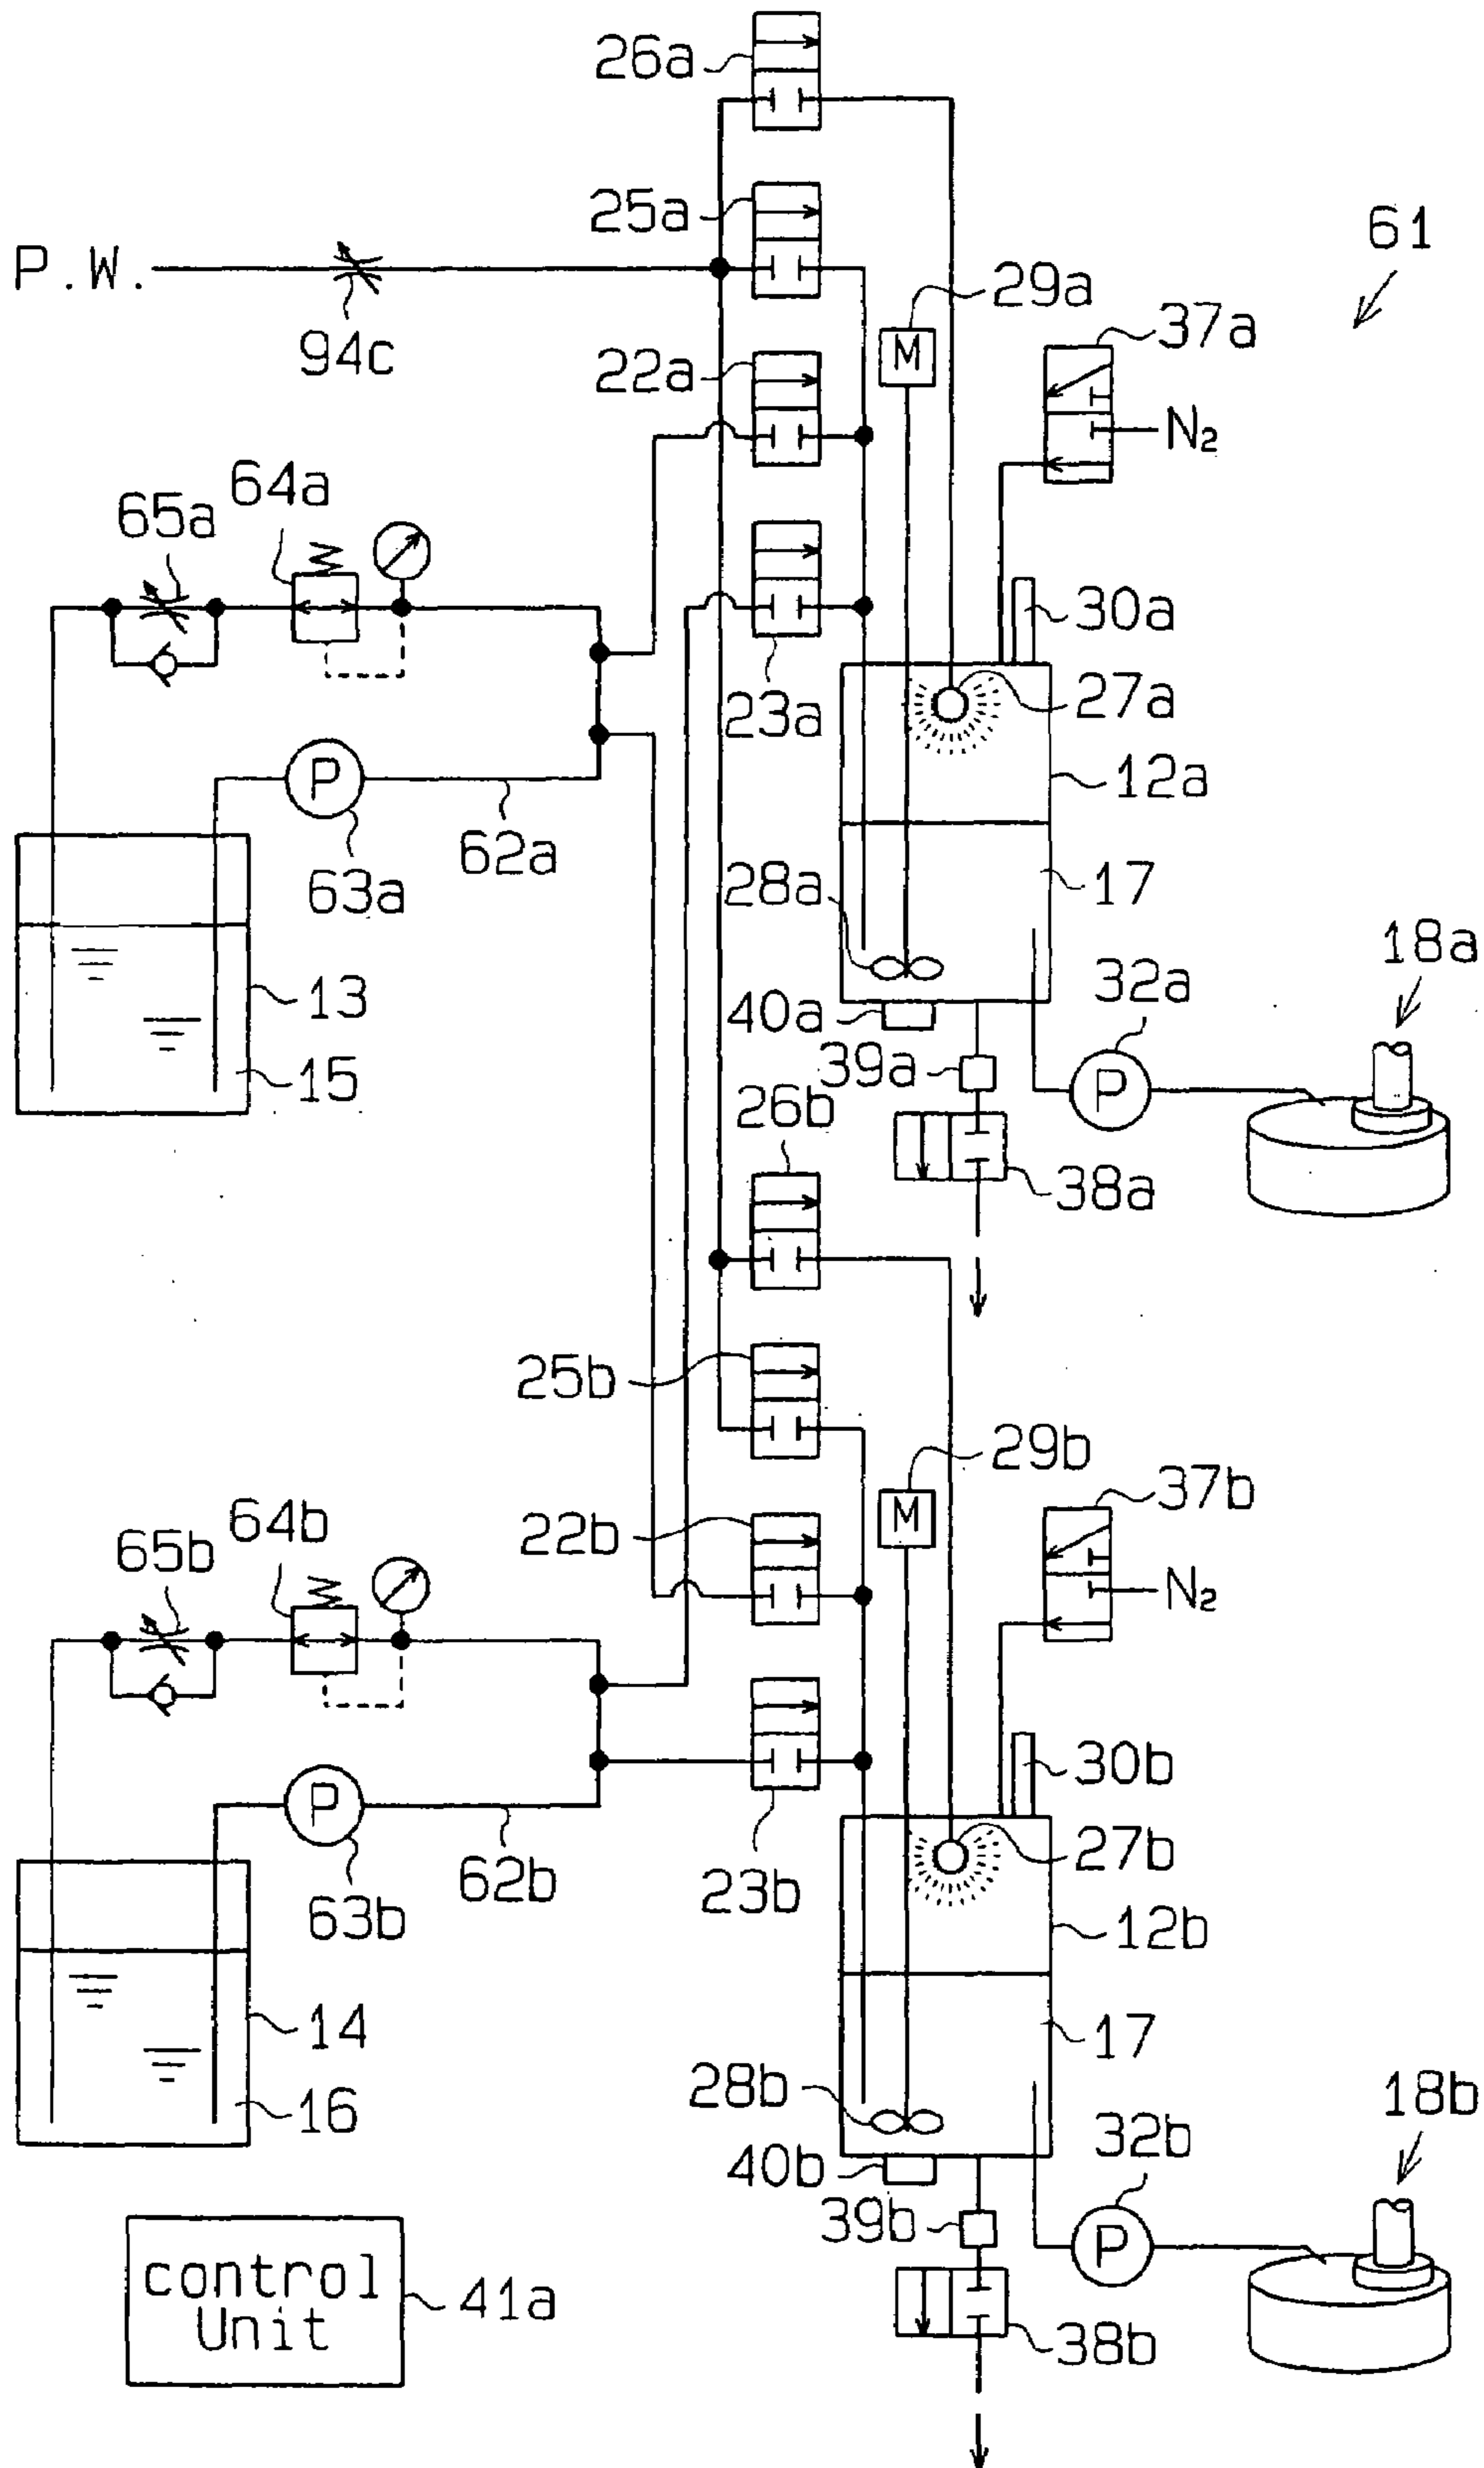 26a
25a
61
P.W.
29a
37a
94c
22a
M
N₂
64a
65a
30a
23a
27a
P
12a
62a
28a
17
63a
18a
13
40a
32a
39a
15
P
26b
38a
25b
29b
37b
64b
22b
M
65b
N₂
30b
P
27b
62b
23b
63b
12b
14
17
28b
16
18b
40b
32b
39b
P
control
Unit
41a
38b